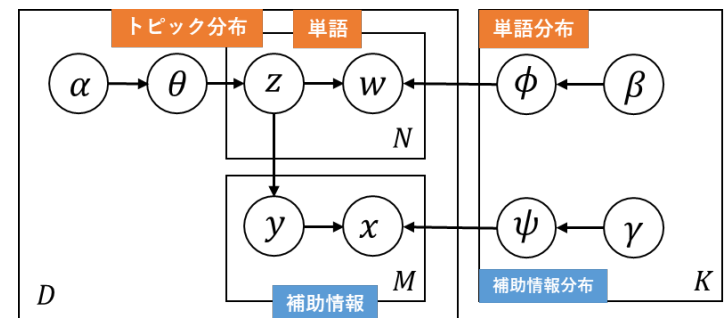 トピック分布 単語 単語分布
α θ z w ϕ β
N
y x ψ γ
D M K
補助情報 補助情報分布